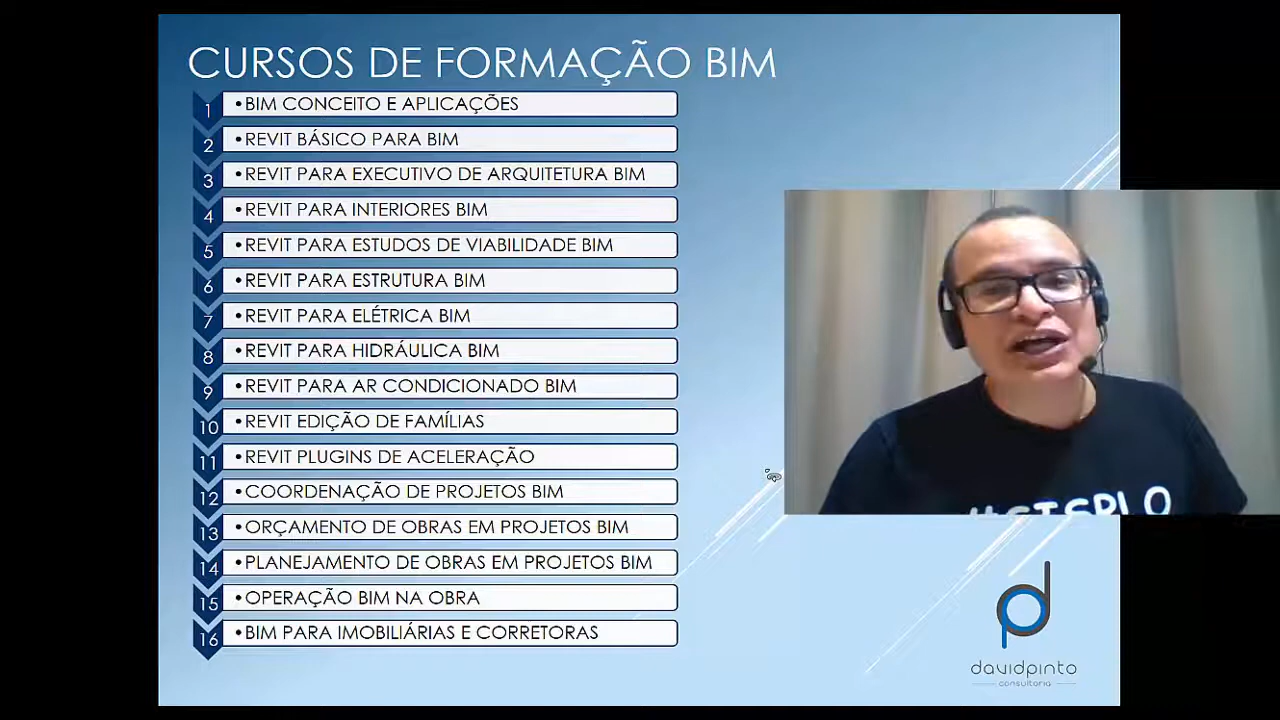 CURSOS DE FORMAÇÃO BIM
1 •BIM CONCEITO E APLICAÇÕES
2 •REVIT BÁSICO PARA BIM
3 •REVIT PARA EXECUTIVO DE ARQUITETURA BIM
4 •REVIT PARA INTERIORES BIM
5 •REVIT PARA ESTUDOS DE VIABILIDADE BIM
6 •REVIT PARA ESTRUTURA BIM
7 •REVIT PARA ELÉTRICA BIM
8 •REVIT PARA HIDRÁULICA BIM
9 •REVIT PARA AR CONDICIONADO BIM
10 •REVIT EDIÇÃO DE FAMÍLIAS
11 •REVIT PLUGINS DE ACELERAÇÃO
12 •COORDENAÇÃO DE PROJETOS BIM
13 •ORÇAMENTO DE OBRAS EM PROJETOS BIM
14 •PLANEJAMENTO DE OBRAS EM PROJETOS BIM
15 •OPERAÇÃO BIM NA OBRA
16 •BIM PARA IMOBILIÁRIAS E CORRETORAS
davidpinto
consultoria